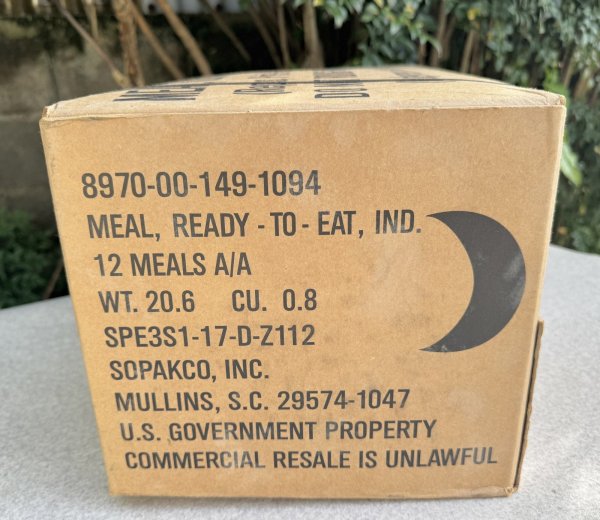 8970-00-149-1094
MEAL, READY - TO - EAT, IND.
12 MEALS A/A
WT. 20.6 CU. 0.8
SPE3S1-17-D-Z112
SOPAKCO, INC.
MULLINS, S.C. 29574-1047
U.S. GOVERNMENT PROPERTY
COMMERCIAL RESALE IS UNLAWFUL